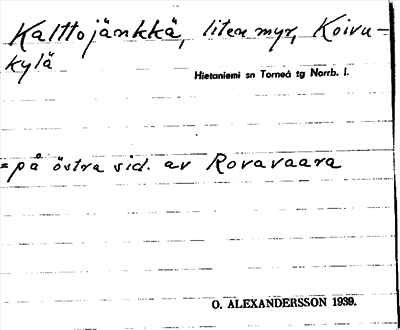 Kalttojänkkä, liten myr, Koivu=
kylä
Hietaniemi sn Torneå tg Norrb. l.
= på östra sid. av Rovavaara
O. ALEXANDERSSON 1939.